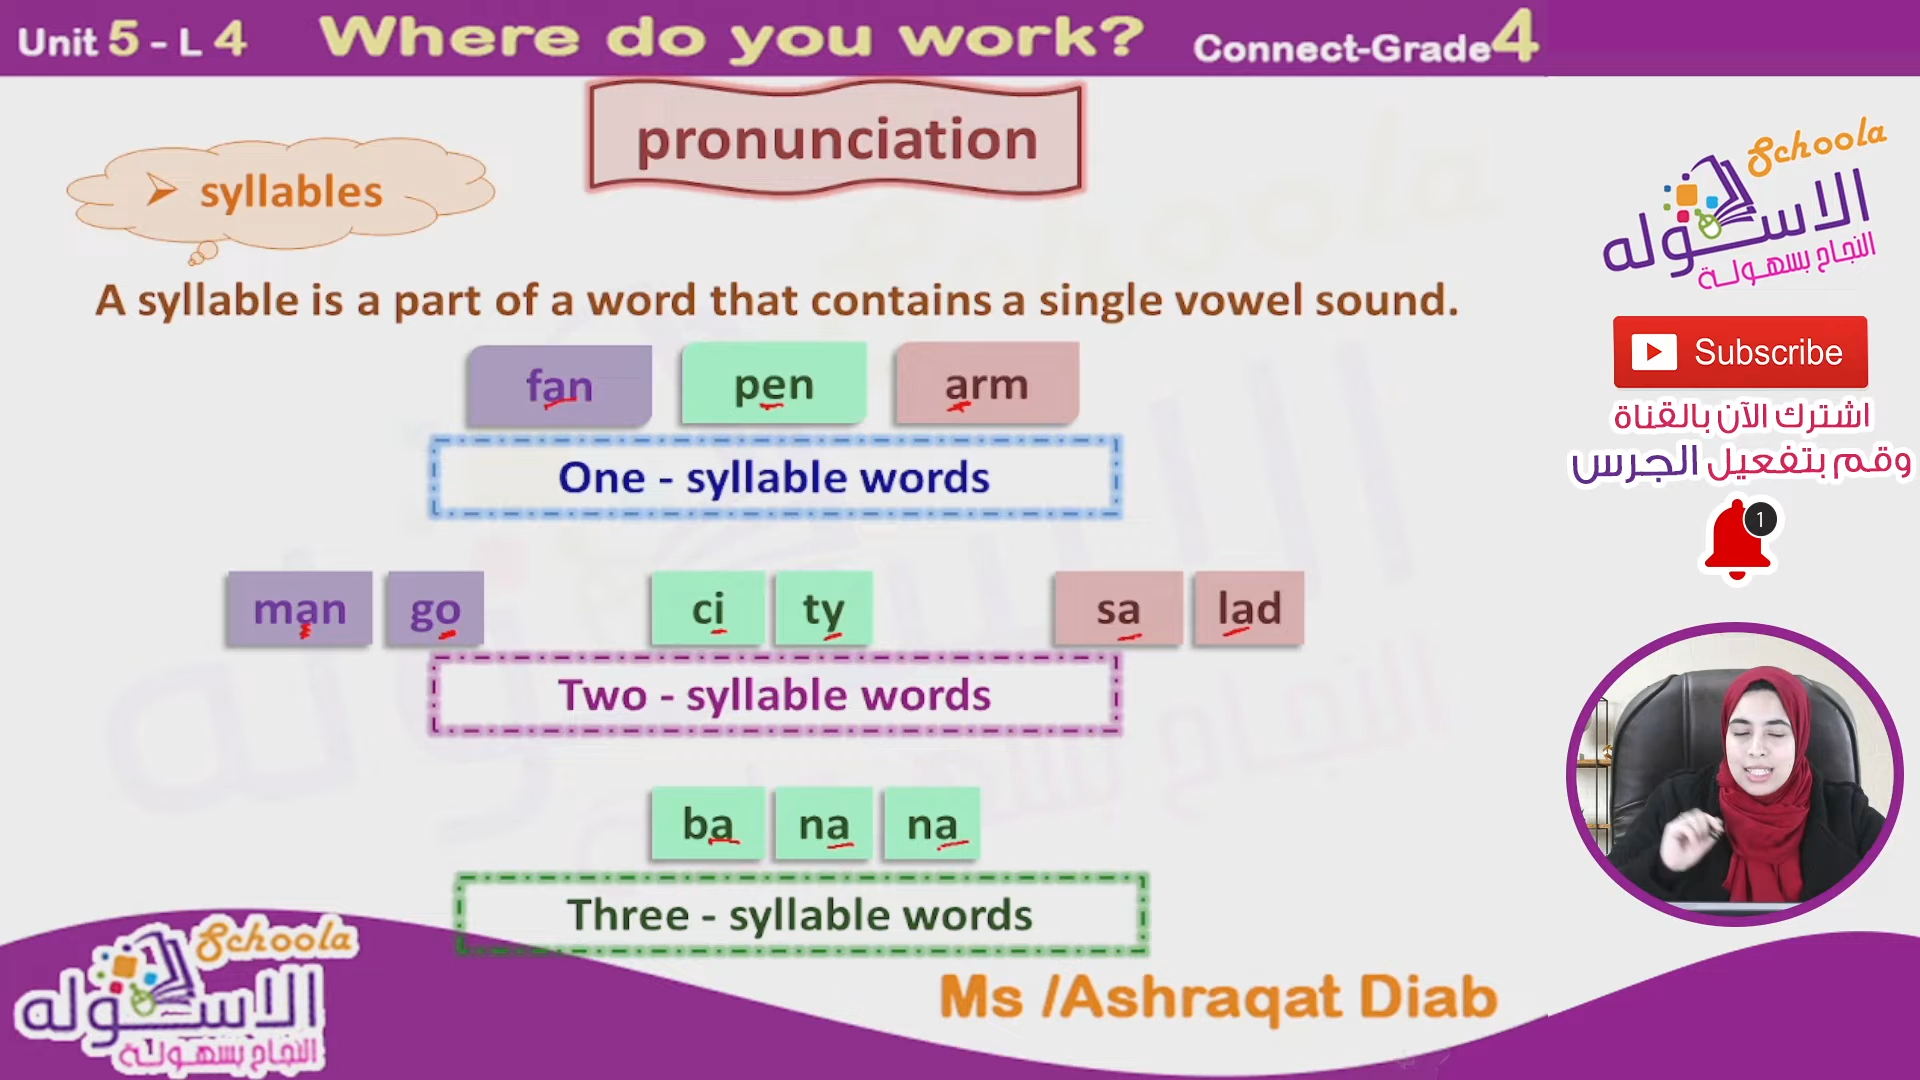 Unit 5 - L 4 Where do you work? Connect-Grade4
pronunciation
➢ syllables
A syllable is a part of a word that contains a single vowel sound.
fan pen arm
One - syllable words
man go ci ty sa lad
Two - syllable words
ba na na
Three - syllable words
Ms /Ashraqat Diab
Schoola
الاسكوله
النجاح بسهولة
Subscribe
اشترك الآن بالقناة
وقم بتفعيل الجرس
1
Schoola
الاسكوله
النجاح بسهولة